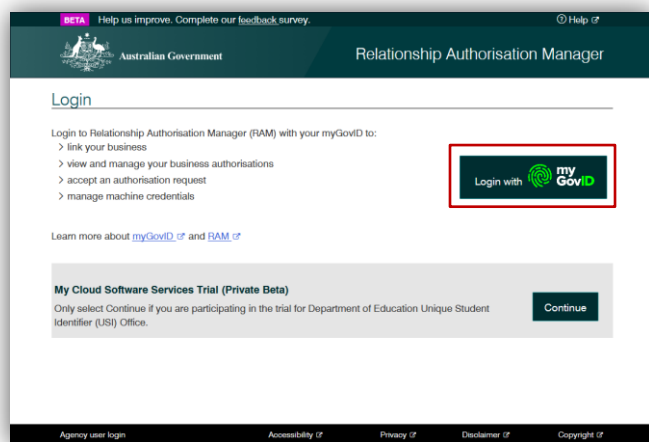 BETA Help us improve. Complete our feedback survey. Help
Australian Government Relationship Authorisation Manager
Login
Login to Relationship Authorisation Manager (RAM) with your myGovID to:
> link your business
> view and manage your business authorisations
> accept an authorisation request
> manage machine credentials
Login with my GovID
Learn more about myGovID and RAM
My Cloud Software Services Trial (Private Beta)
Only select Continue if you are participating in the trial for Department of Education Unique Student
Identifier (USI) Office.
Continue
Agency user login Accessibility Privacy Disclaimer Copyright